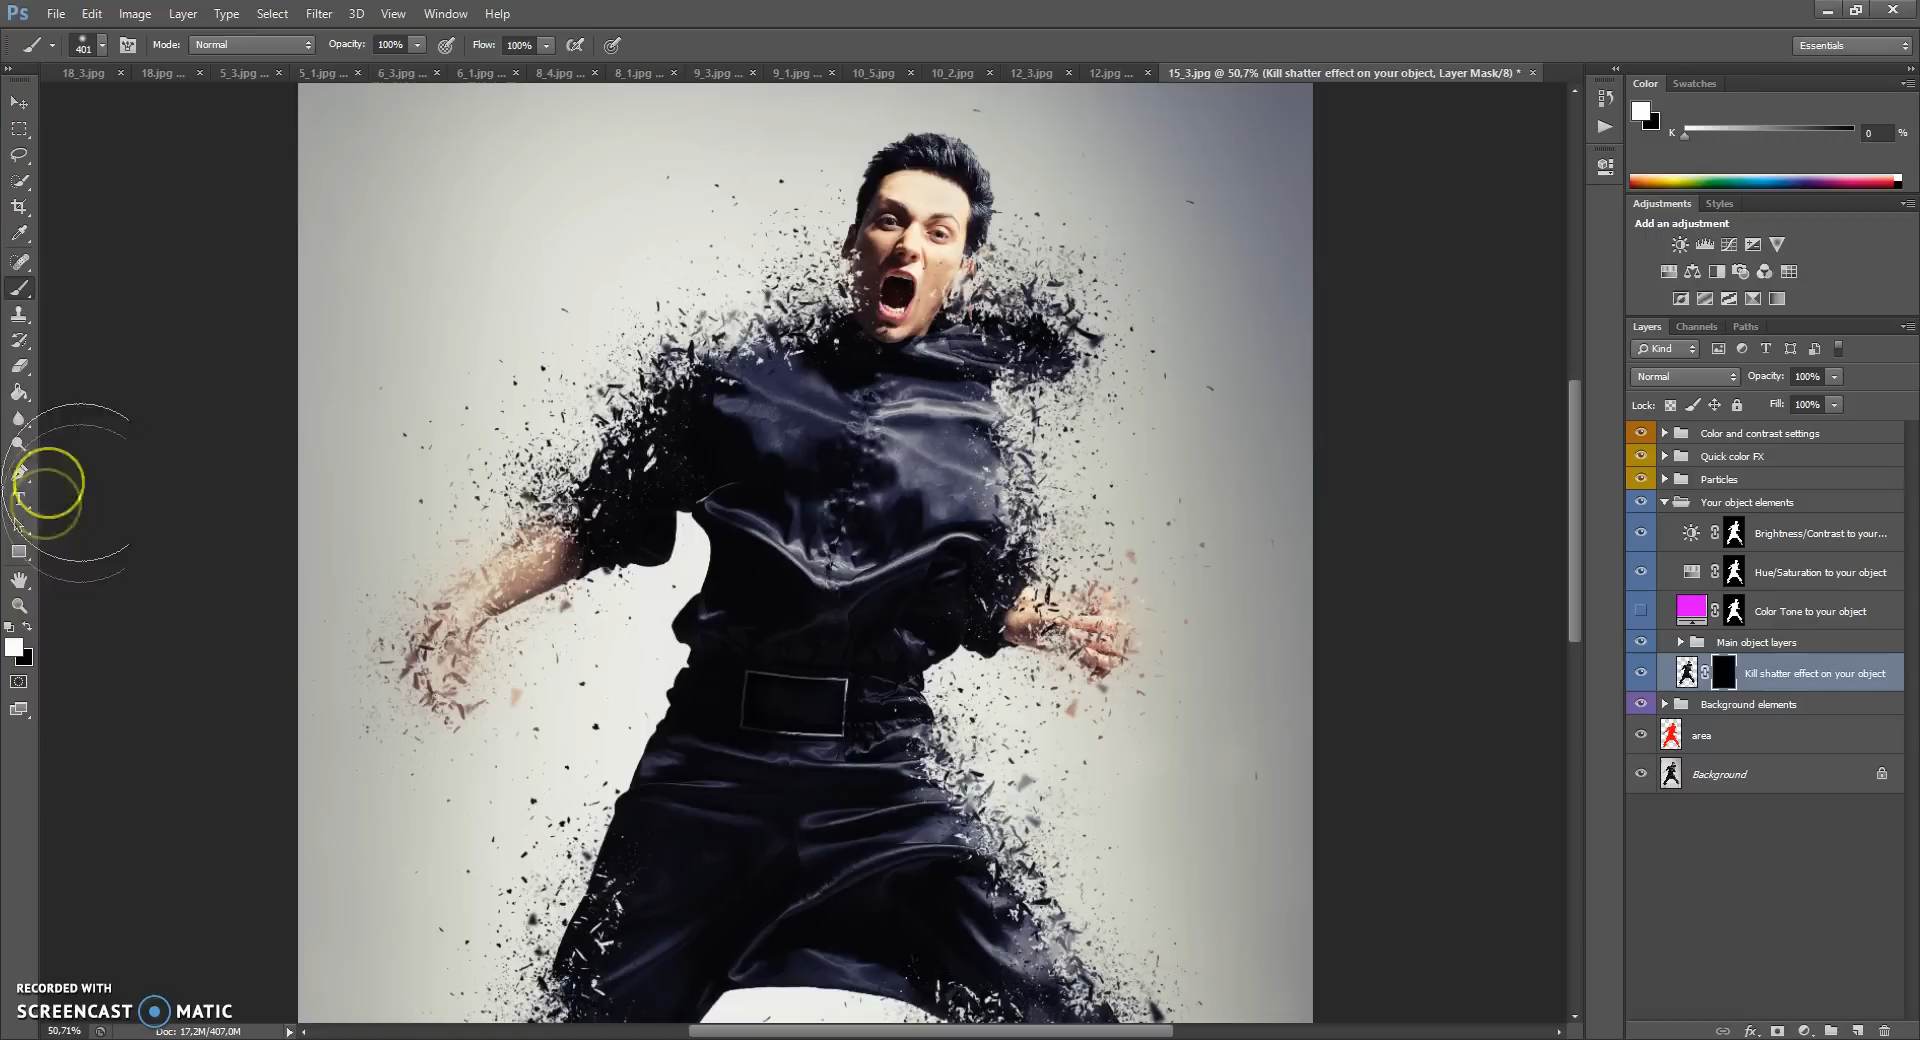 Ps File Edit Image Layer Type Select Filter 3D View Window Help
401 Mode: Normal Opacity: 100% Flow: 100% Essentials
18_3.jpg × 18.jpg ... × 5_3.jpg ... × 5_1.jpg ... × 6_3.jpg ... × 6_1.jpg ... × 8_4.jpg ... × 8_1.jpg ... × 9_3.jpg ... × 9_1.jpg ... × 10_5.jpg × 10_2.jpg × 12_3.jpg × 12.jpg ... × 15_3.jpg @ 50,7% (Kill shatter effect on your object, Layer Mask/8) * ×
Color Swatches
K 0 %
Adjustments Styles
Add an adjustment
Layers Channels Paths
Kind
Normal Opacity: 100%
Lock: Fill: 100%
Color and contrast settings
Quick color FX
Particles
Your object elements
Brightness/Contrast to your...
Hue/Saturation to your object
Color Tone to your object
Main object layers
Kill shatter effect on your object
Background elements
area
Background
RECORDED WITH
SCREENCAST MATIC
50,71% Doc: 17,2M/407,0M